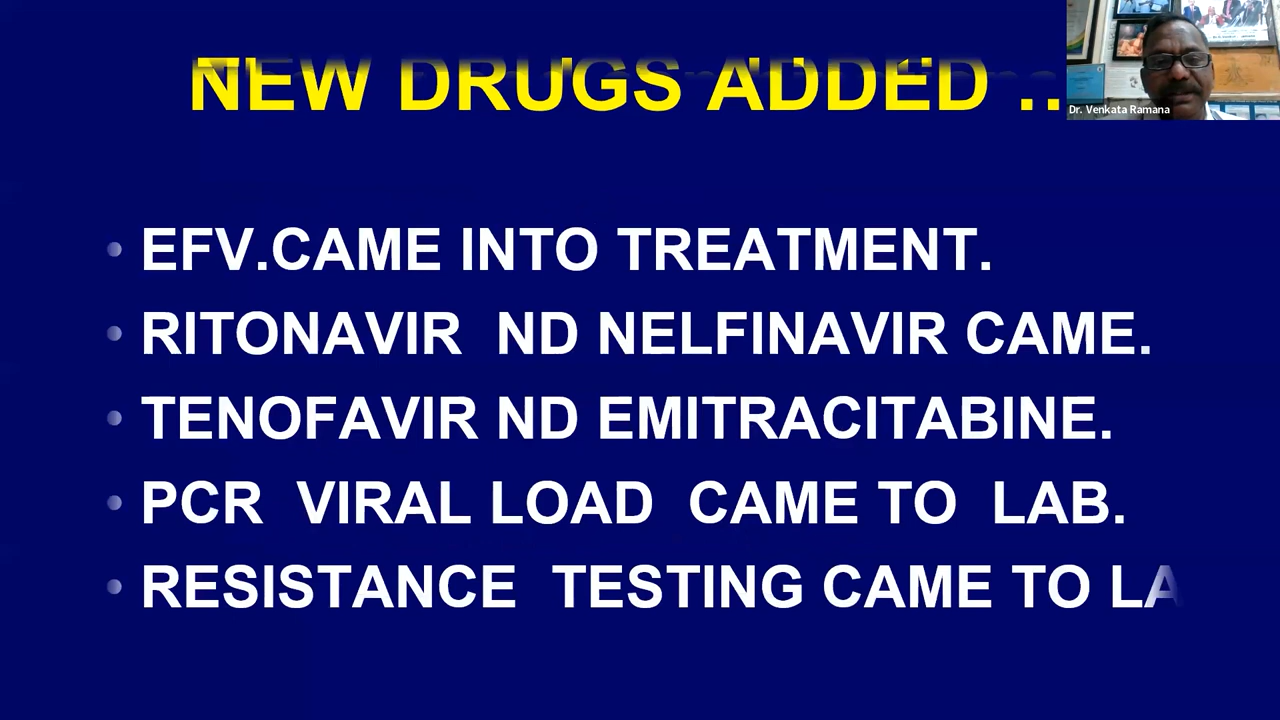 NEW DRUGS ADDED ..
Dr. Venkata Ramana
EFV.CAME INTO TREATMENT.
RITONAVIR ND NELFINAVIR CAME.
TENOFAVIR ND EMITRACITABINE.
PCR VIRAL LOAD CAME TO LAB.
RESISTANCE TESTING CAME TO LA